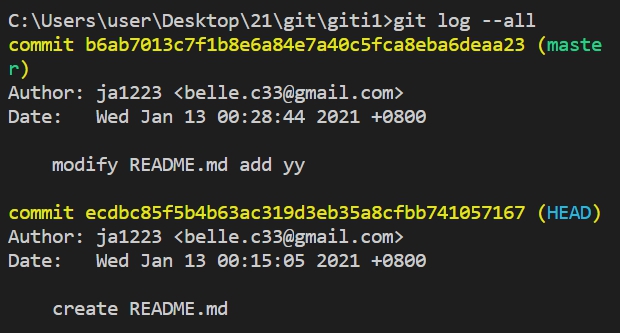 C:\Users\user\Desktop\21\git\giti1>git log --all
commit b6ab7013c7f1b8e6a84e7a40c5fca8eba6deaa23 (maste
r)
Author: ja1223 <belle.c33@gmail.com>
Date:   Wed Jan 13 00:28:44 2021 +0800
    modify README.md add yy
commit ecdbc85f5b4b63ac319d3eb35a8cfbb741057167 (HEAD)
Author: ja1223 <belle.c33@gmail.com>
Date:   Wed Jan 13 00:15:05 2021 +0800
    create README.md